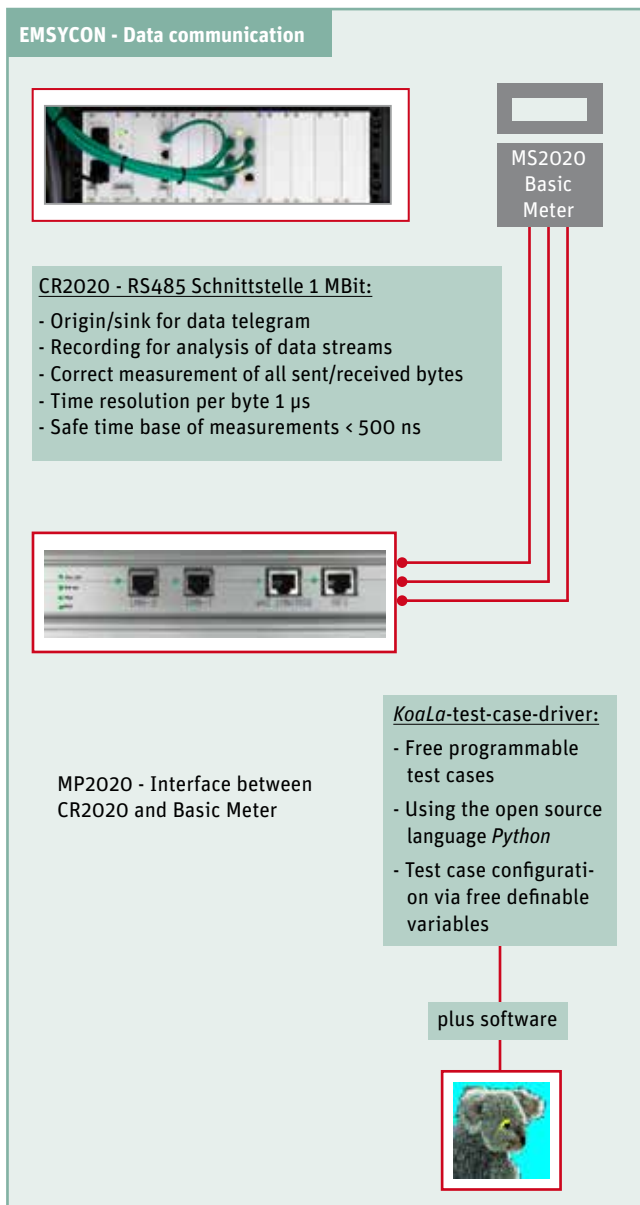 EMSYCON - Data communication
MS2020
Basic
Meter
CR2020 - RS485 Schnittstelle 1 MBit:
- Origin/sink for data telegram
- Recording for analysis of data streams
- Correct measurement of all sent/received bytes
- Time resolution per byte 1 µs
- Safe time base of measurements < 500 ns
MP2020 - Interface between
CR2020 and Basic Meter
KoaLa-test-case-driver:
- Free programmable
test cases
- Using the open source
language Python
- Test case configurati-
on via free definable
variables
plus software